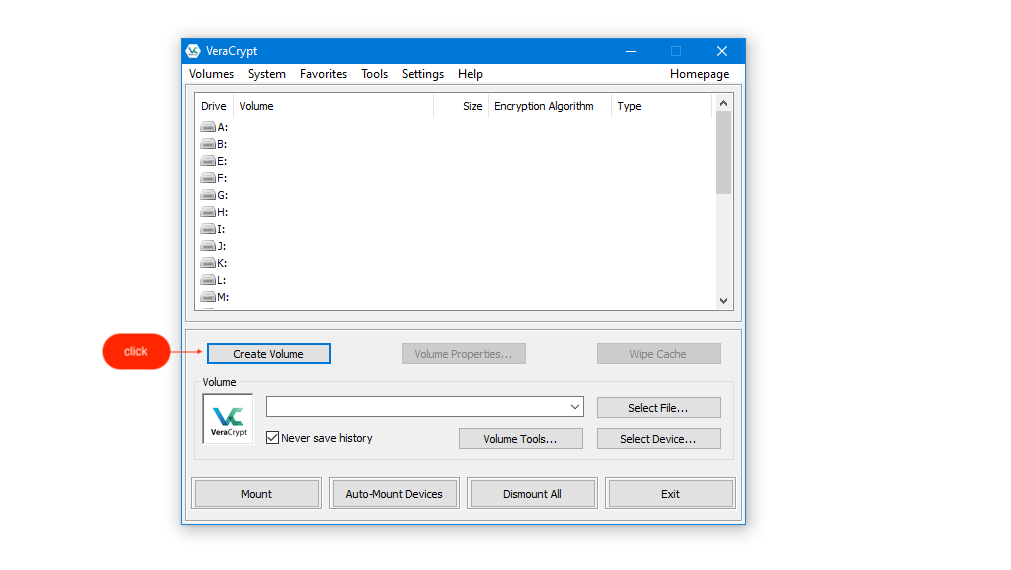 VeraCrypt
Volumes System Favorites Tools Settings Help Homepage
Drive Volume Size Encryption Algorithm Type
A:
B:
E:
F:
G:
H:
I:
J:
K:
L:
M:
click
Create Volume Volume Properties... Wipe Cache
Volume
VeraCrypt
Select File...
Never save history Volume Tools... Select Device...
Mount Auto-Mount Devices Dismount All Exit